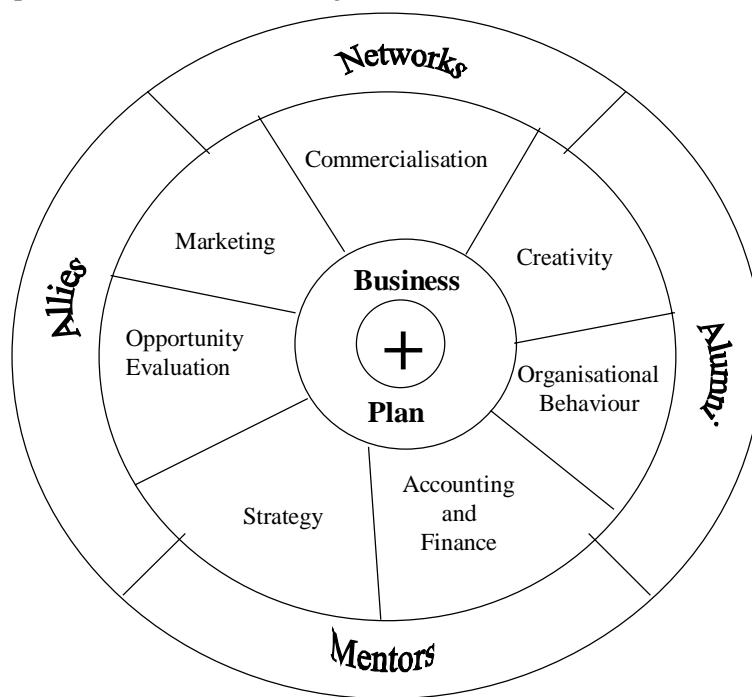 Networks
Commercialisation
Marketing
Creativity
Allies
Business
+
Plan
Opportunity
Evaluation
Organisational
Behaviour
Alumni
Strategy
Accounting
and
Finance
Mentors